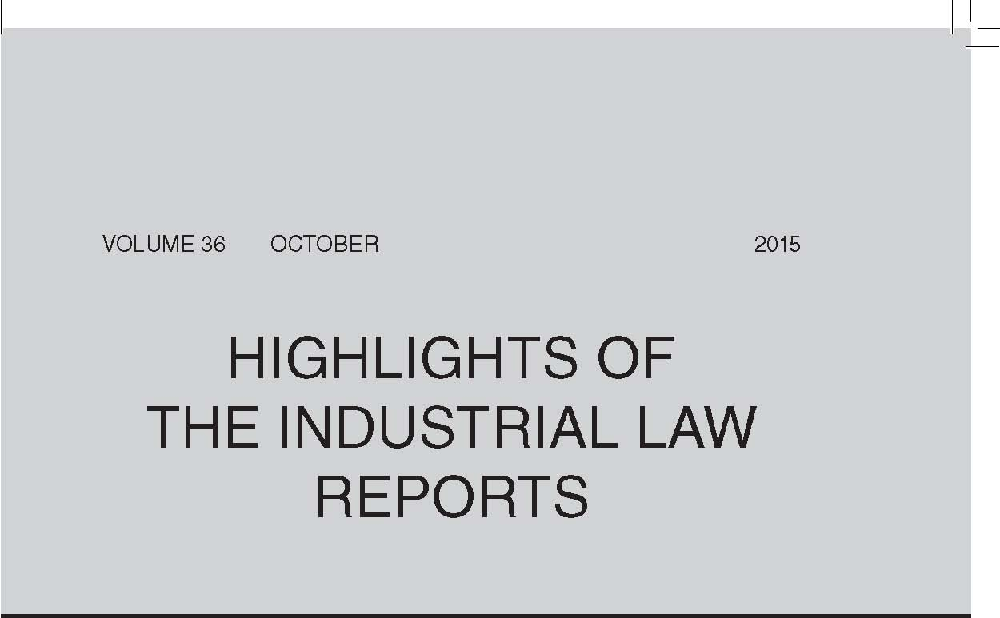 VOLUME 36 OCTOBER 2015
HIGHLIGHTS OF
THE INDUSTRIAL LAW
REPORTS